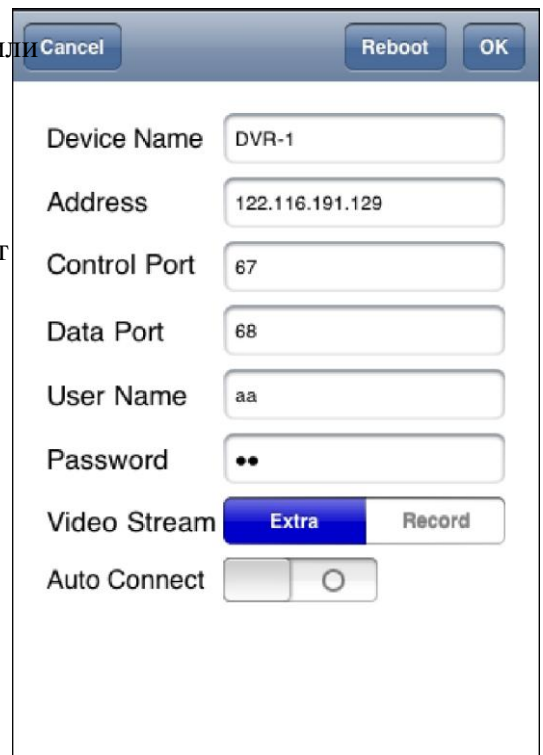 или
Cancel Reboot OK
Device Name DVR-1
Address 122.116.191.129
т
Control Port 67
Data Port 68
User Name aa
Password ••
Video Stream Extra Record
Auto Connect